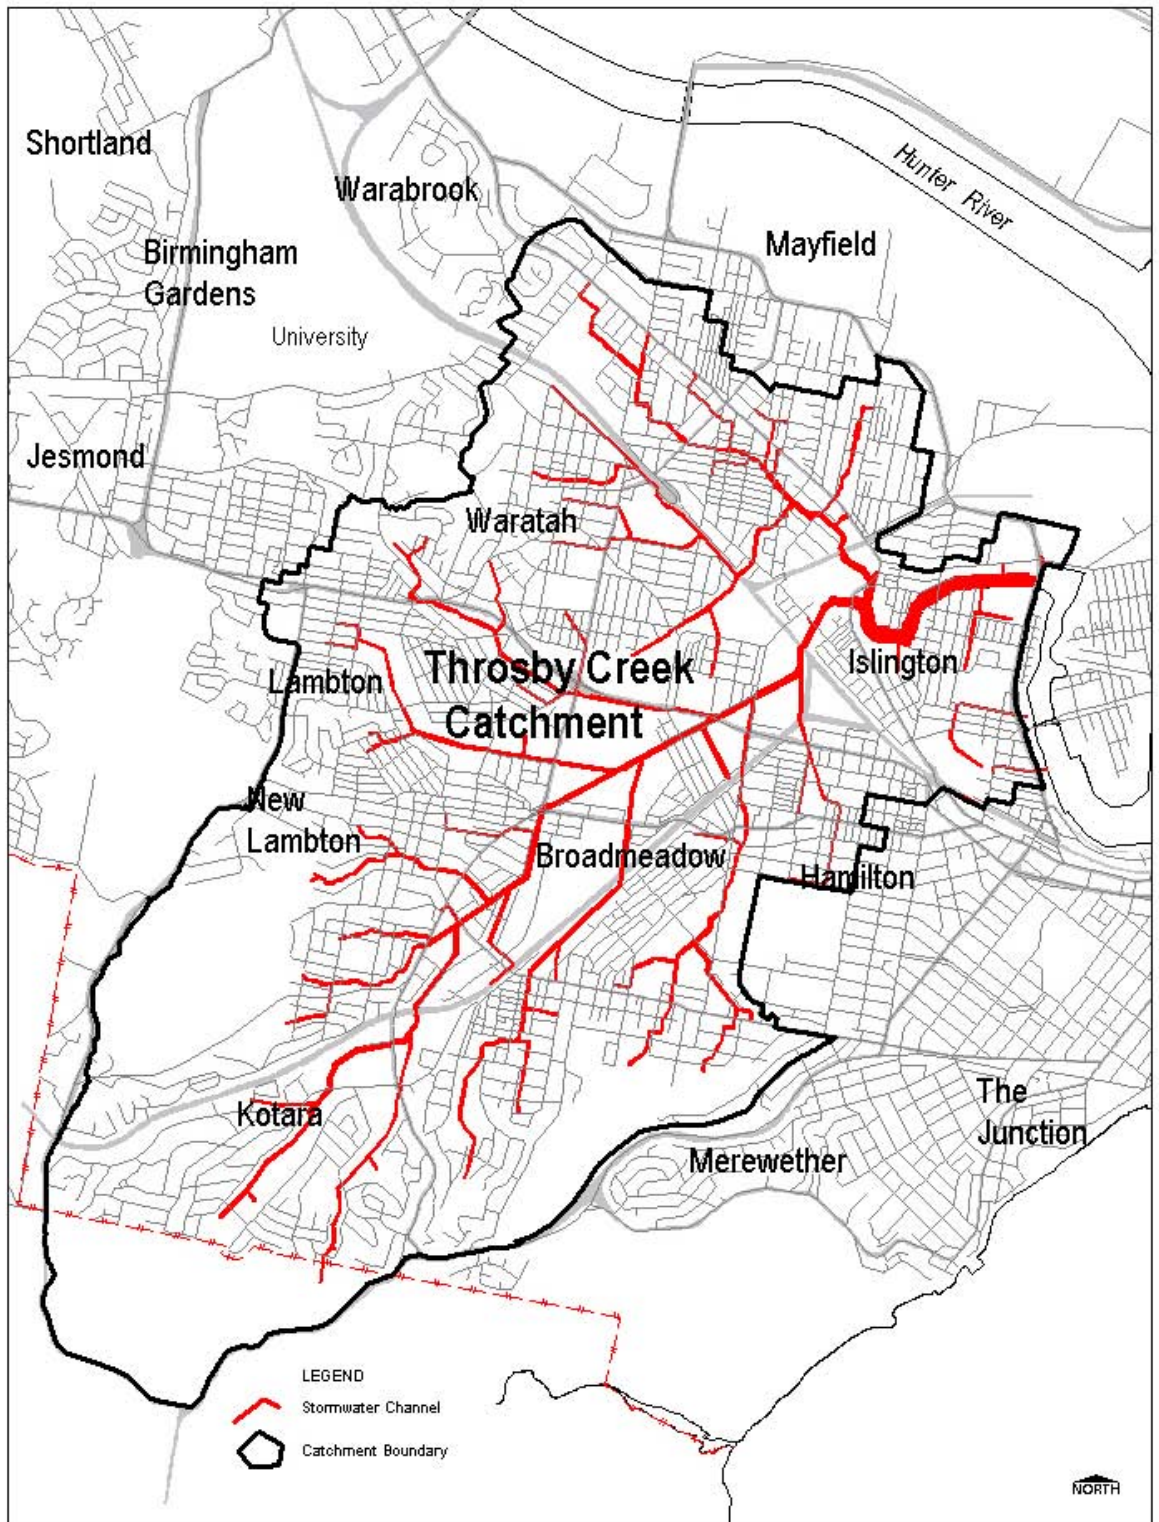 Shortland
Warabrook
Hunter River
Mayfield
Birmingham
Gardens
University
Jesmond
Waratah
Islington
Throsby Creek
Catchment
Lambton
New
Lambton
Broadmeadow
Hamilton
Kotara
The
Junction
Merewether
LEGEND
Stormwater Channel
Catchment Boundary
NORTH